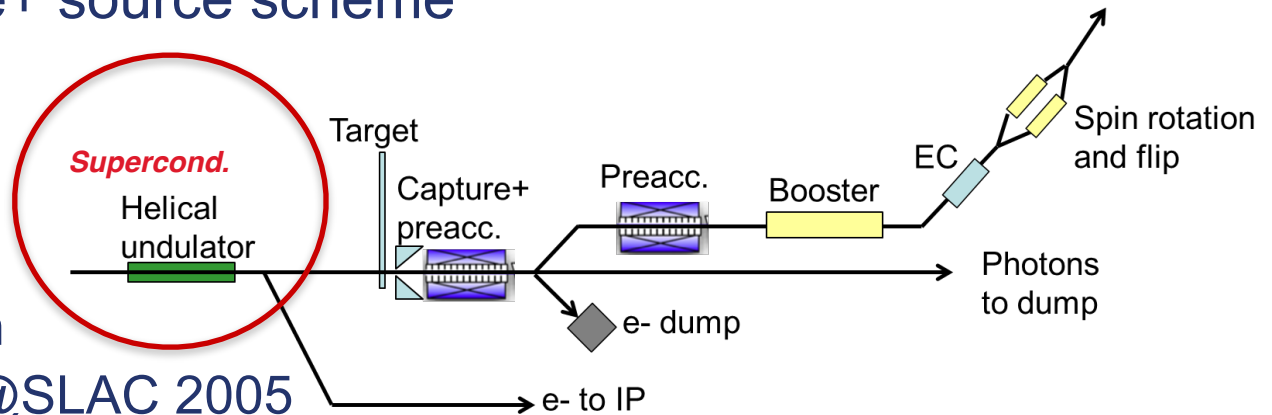 e+ source scheme
Target
Supercond.
Helical
undulator
Capture+
preacc.
Preacc.
Booster
EC
Spin rotation
and flip
Photons
to dump
e- dump
@SLAC 2005
e- to IP